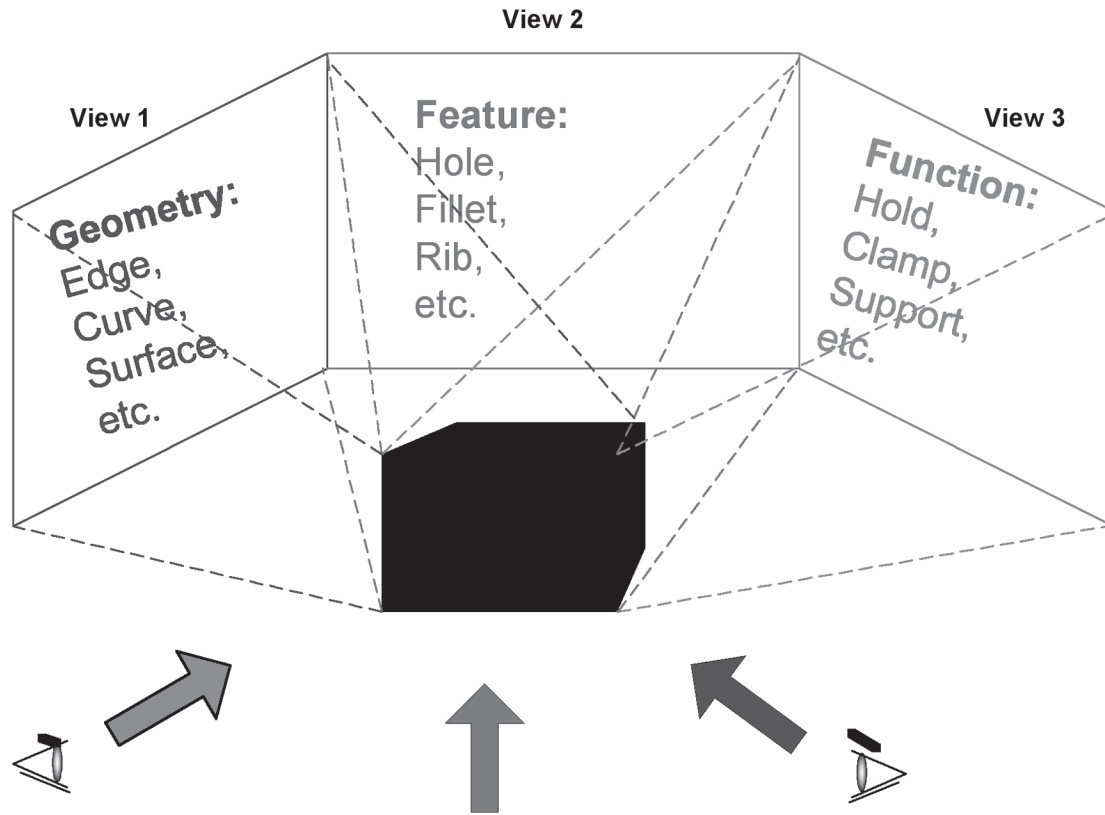 View 2
View 1
Geometry:
Edge,
Curve,
Surface,
etc.
Feature:
Hole,
Fillet,
Rib,
etc.
View 3
Function:
Hold,
Clamp,
Support,
etc.